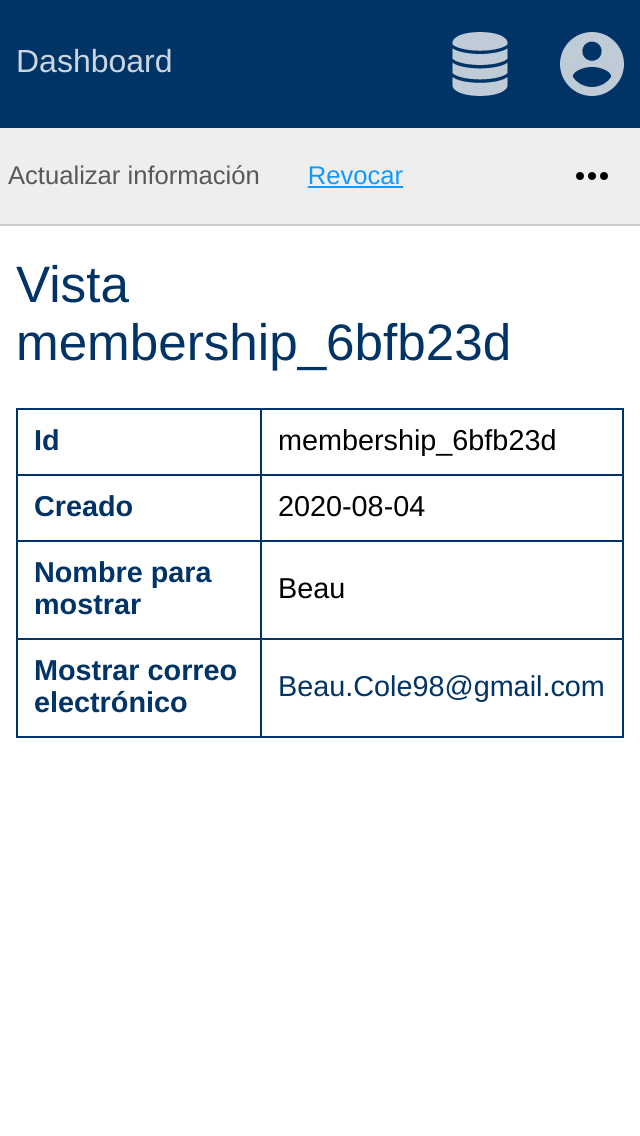 Dashboard
Actualizar información Revocar
Vista
membership_6bfb23d
Id membership_6bfb23d
Creado 2020-08-04
Nombre para
mostrar
Beau
Mostrar correo
electrónico
Beau.Cole98@gmail.com